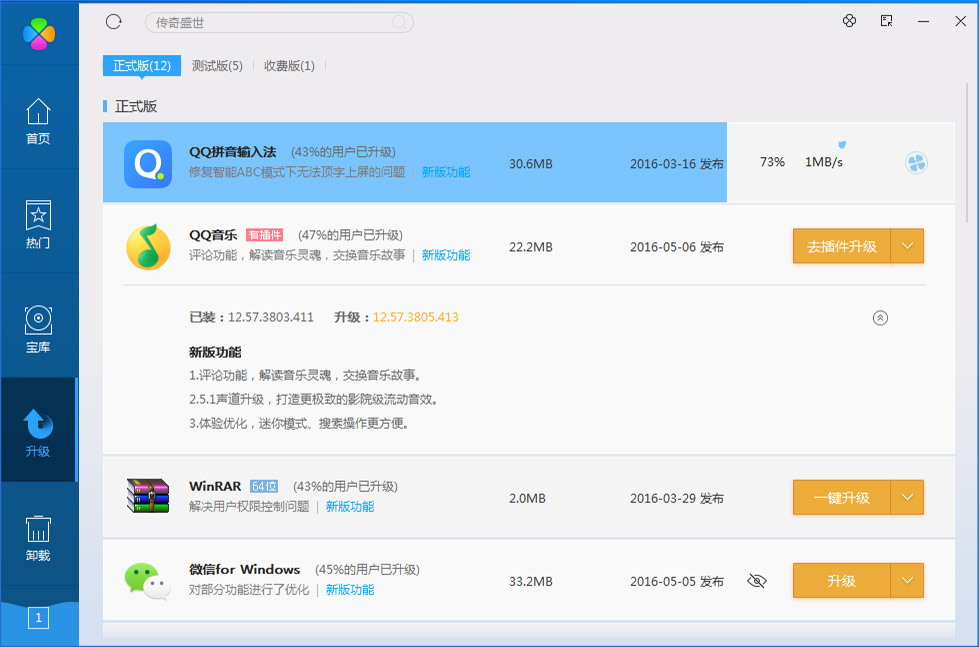 传奇盛世
正式版(12) 测试版(5) 收费版(1)
首页
热门
宝库
升级
卸载
1
正式版
QQ拼音输入法 (43%的用户已升级)
修复智能ABC模式下无法顶字上屏的问题 新版功能
30.6MB
2016-03-16 发布
73% 1MB/s
QQ音乐 有插件 (47%的用户已升级)
评论功能，解读音乐灵魂，交换音乐故事 新版功能
22.2MB
2016-05-06 发布
去插件升级
已装：12.57.3803.411 升级：12.57.3805.413
新版功能
1.评论功能，解读音乐灵魂，交换音乐故事。
2.5.1声道升级，打造更极致的影院级流动音效。
3.体验优化，迷你模式、搜索操作更方便。
WinRAR 64位 (43%的用户已升级)
解决用户权限控制问题 新版功能
2.0MB
2016-03-29 发布
一键升级
微信for Windows (45%的用户已升级)
对部分功能进行了优化 新版功能
33.2MB
2016-05-05 发布
升级